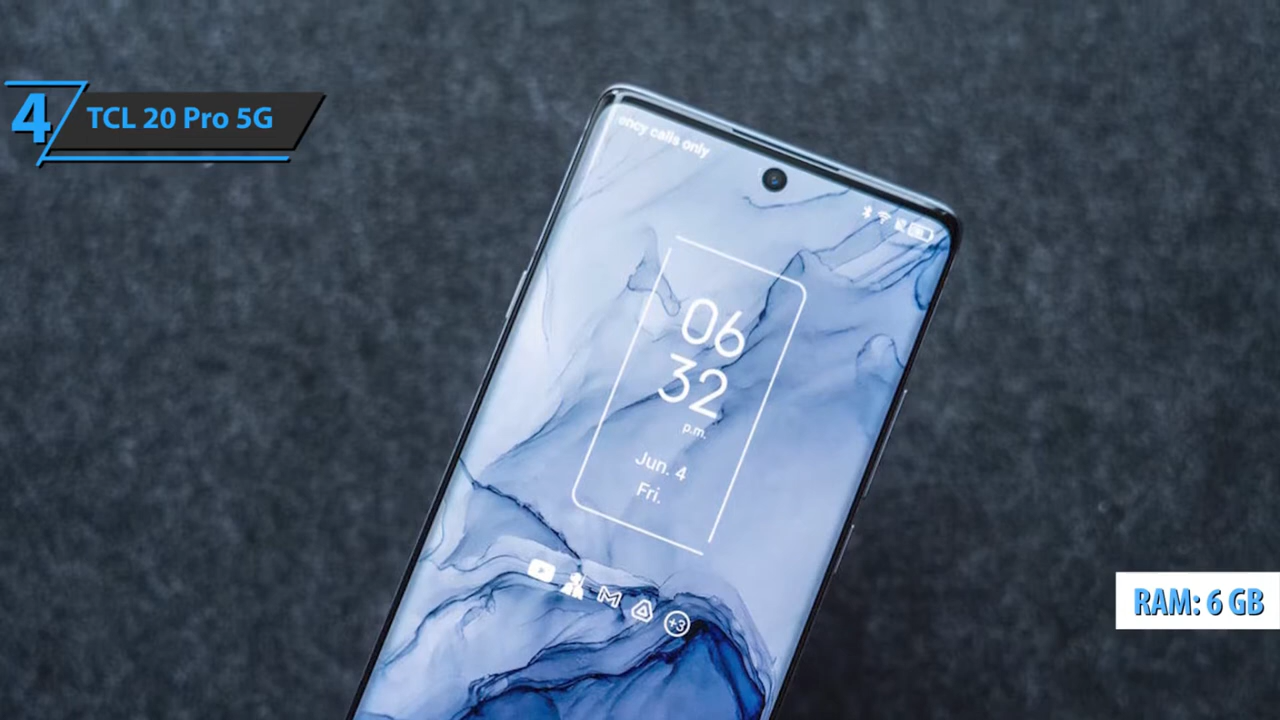 4
TCL 20 Pro 5G
ency calls only
06
32
p.m.
Jun. 4
Fri.
+3
RAM: 6 GB